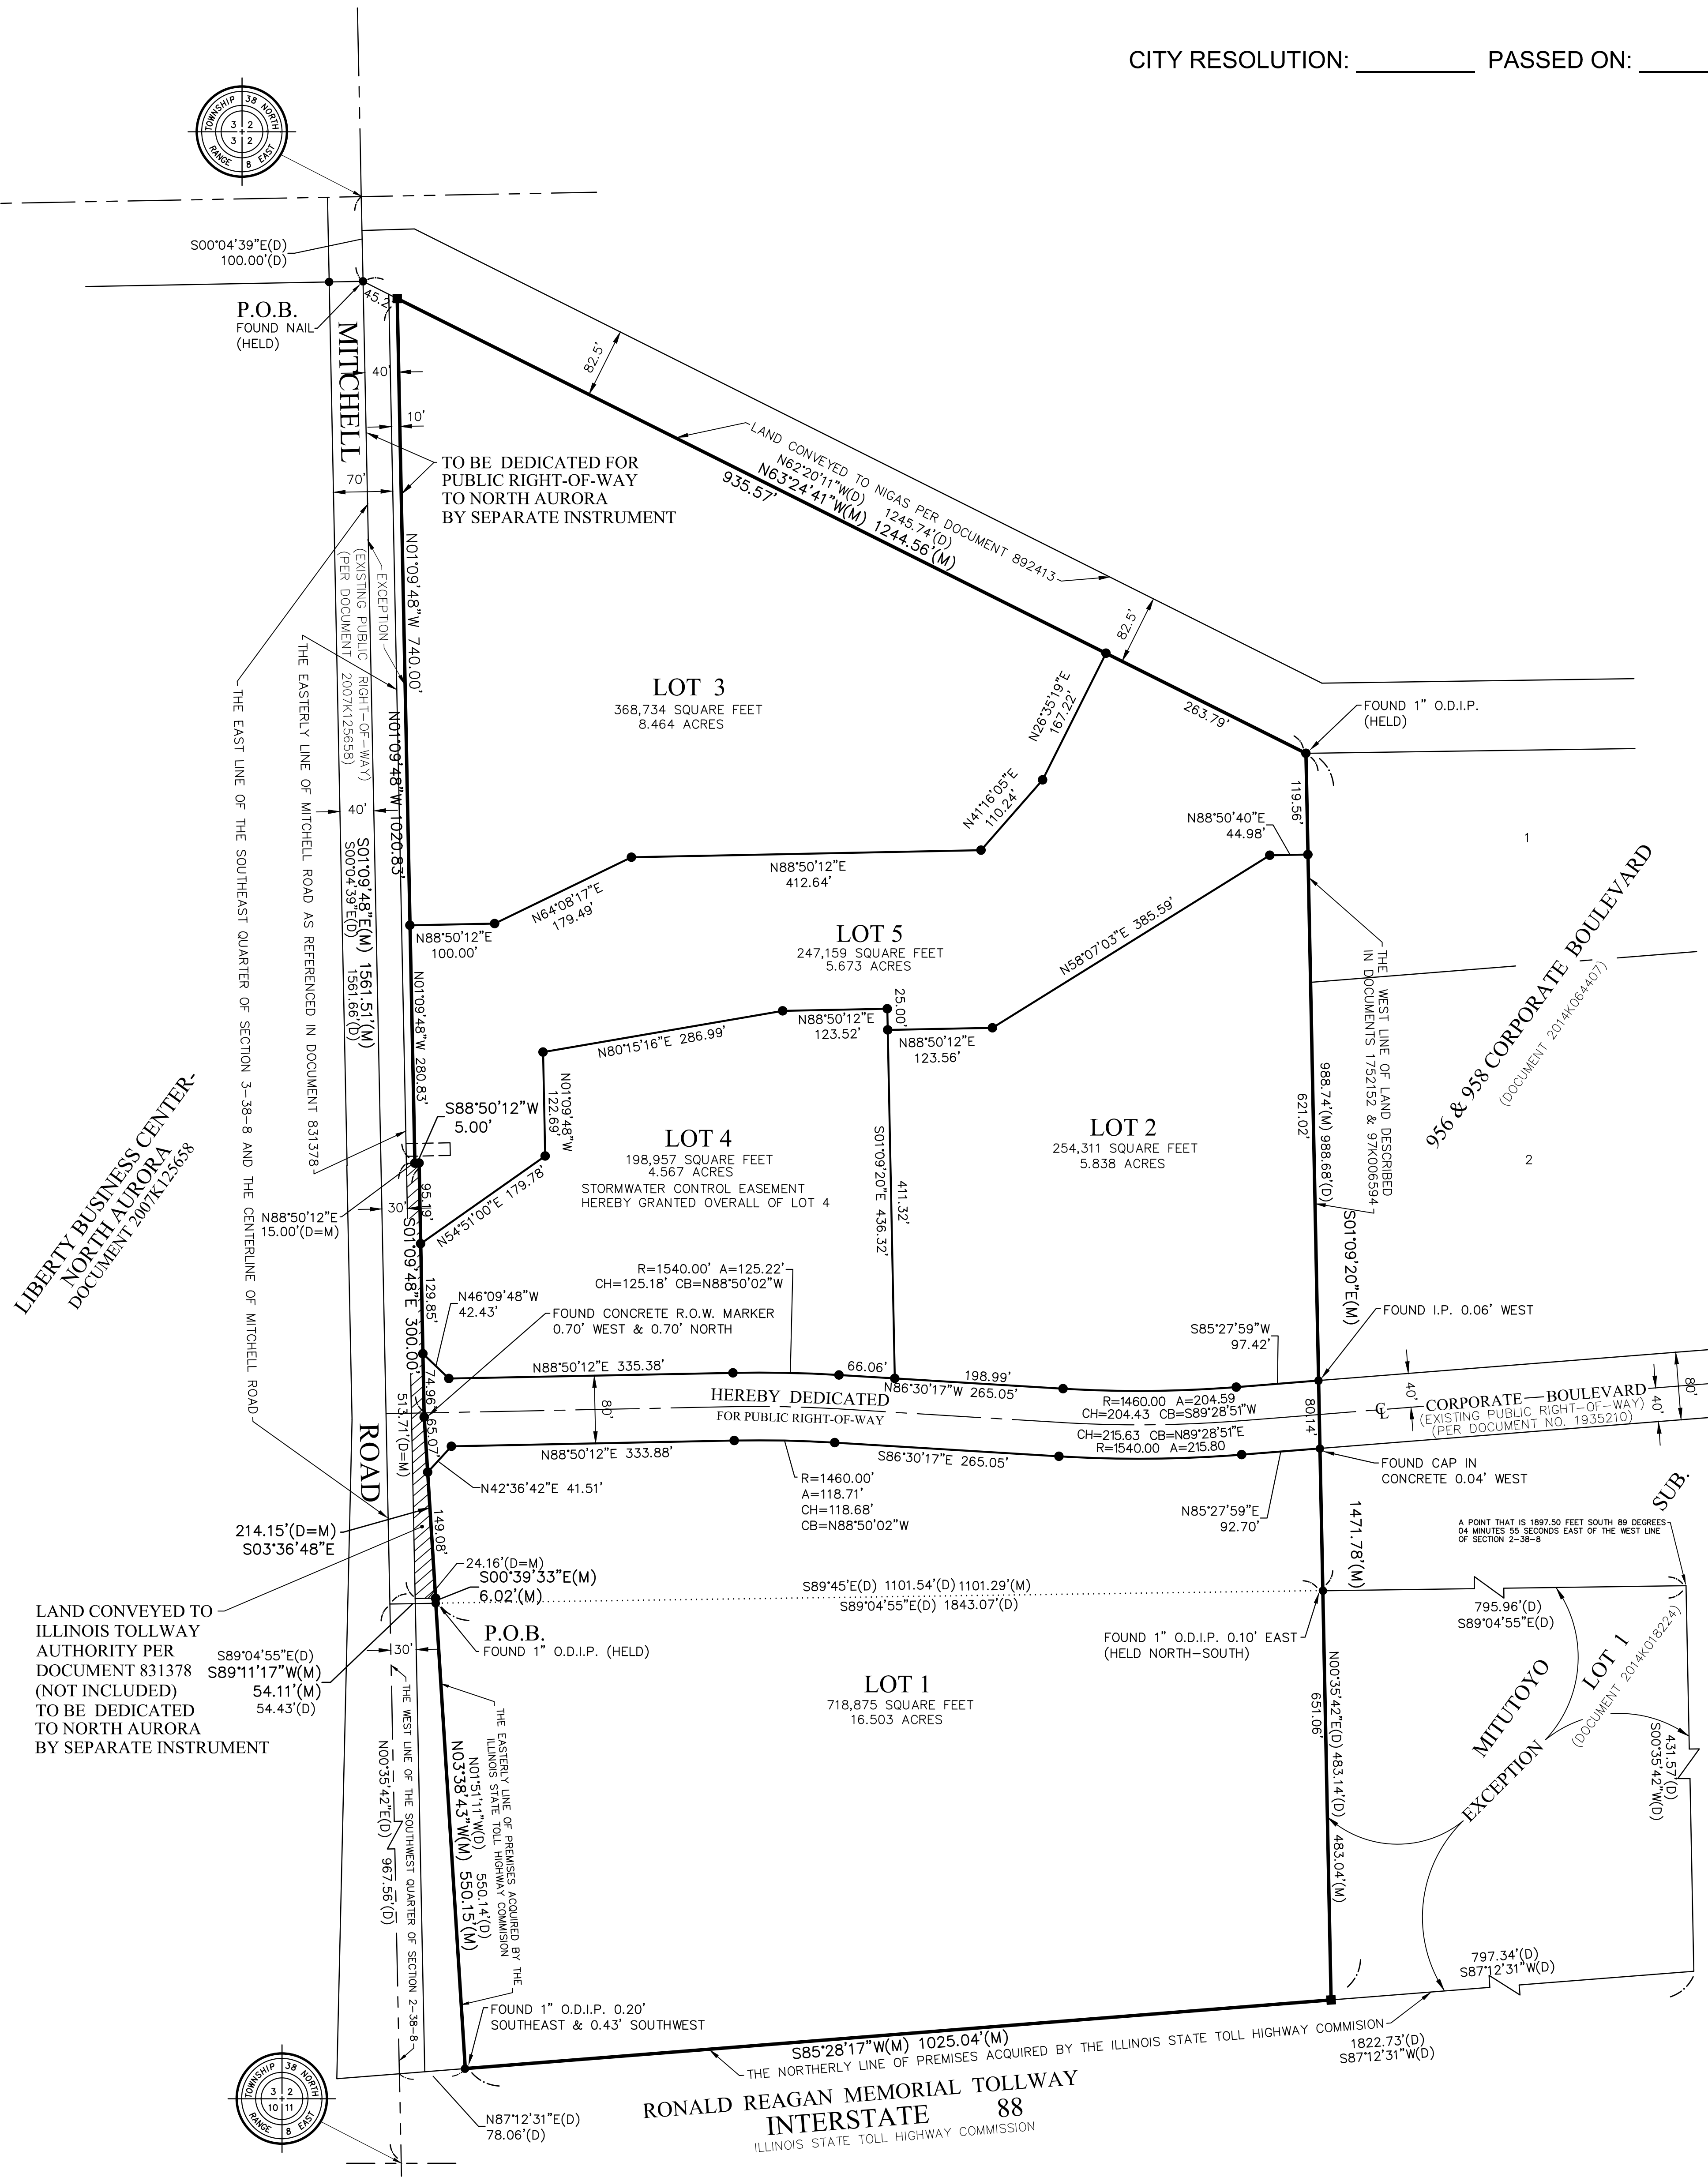 CITY RESOLUTION: __________ PASSED ON: ______
TOWNSHIP 38 NORTH
3 2
3 2
RANGE 8 EAST
S00°04'39"E(D)
100.00'(D)
P.O.B.
FOUND NAIL
(HELD)
45.2
MITCHELL
40'
10'
70'
TO BE DEDICATED FOR
PUBLIC RIGHT-OF-WAY
TO NORTH AURORA
BY SEPARATE INSTRUMENT
82.5'
LAND CONVEYED TO NIGAS PER DOCUMENT 892413
N62°20'11"W(D) 1245.74'(D)
N63°24'41"W(M) 1244.56'(M)
935.57'
82.5'
263.79'
FOUND 1" O.D.I.P.
(HELD)
EXCEPTION
(EXISTING PUBLIC RIGHT-OF-WAY)
(PER DOCUMENT 2007K125658)
N01°09'48"W 740.00'
N01°09'48"W 1020.83'
THE EASTERLY LINE OF MITCHELL ROAD AS REFERENCED IN DOCUMENT 831378
THE EAST LINE OF THE SOUTHEAST QUARTER OF SECTION 3-38-8 AND THE CENTERLINE OF MITCHELL ROAD
40'
S01°09'48"E(M) 1561.51'(M)
S00°04'39"E(D) 1561.66'(D)
LOT 3
368,734 SQUARE FEET
8.464 ACRES
N26°35'19"E
167.22'
N41°16'05"E
110.24'
N88°50'12"E
412.64'
N64°08'17"E
179.49'
N88°50'12"E
100.00'
119.56'
N88°50'40"E
44.98'
1
956 & 958 CORPORATE BOULEVARD
(DOCUMENT 2014K064407)
2
THE WEST LINE OF LAND DESCRIBED
IN DOCUMENTS 1752152 & 97K006594
LOT 5
247,159 SQUARE FEET
5.673 ACRES
N58°07'03"E 385.59'
25.00'
N88°50'12"E
123.52'
N88°50'12"E
123.56'
N80°15'16"E 286.99'
N01°09'48"W 280.83'
N01°09'48"W
122.69'
988.74'(M) 988.68'(D)
621.02'
S01°09'20"E(M)
LIBERTY BUSINESS CENTER-
NORTH AURORA
DOCUMENT 2007K125658
S88°50'12"W
5.00'
LOT 4
198,957 SQUARE FEET
4.567 ACRES
STORMWATER CONTROL EASEMENT
HEREBY GRANTED OVERALL OF LOT 4
LOT 2
254,311 SQUARE FEET
5.838 ACRES
S01°09'20"E 436.32'
411.32'
N88°50'12"E
15.00'(D=M)
30'
95.19'
N54°51'00"E 179.78'
S01°09'48"E 300.00'
129.85'
R=1540.00' A=125.22'
CH=125.18' CB=N88°50'02"W
N46°09'48"W
42.43'
FOUND CONCRETE R.O.W. MARKER
0.70' WEST & 0.70' NORTH
FOUND I.P. 0.06' WEST
S85°27'59"W
97.42'
N88°50'12"E 335.38'
66.06'
198.99'
N86°30'17"W 265.05'
74.96'
65.07'
513.71'(D=M)
80'
HEREBY DEDICATED
FOR PUBLIC RIGHT-OF-WAY
R=1460.00 A=204.59
CH=204.43 CB=S89°28'51"W
CH=215.63 CB=N89°28'51"E
R=1540.00 A=215.80
80.14'
40'
CORPORATE BOULEVARD
(EXISTING PUBLIC RIGHT-OF-WAY)
(PER DOCUMENT NO. 1935210)
40'
80'
ROAD
N88°50'12"E 333.88'
S86°30'17"E 265.05'
N42°36'42"E 41.51'
R=1460.00'
A=118.71'
CH=118.68'
CB=N88°50'02"W
N85°27'59"E
92.70'
FOUND CAP IN
CONCRETE 0.04' WEST
SUB.
214.15'(D=M)
S03°36'48"E
149.08'
1471.78'(M)
A POINT THAT IS 1897.50 FEET SOUTH 89 DEGREES
04 MINUTES 55 SECONDS EAST OF THE WEST LINE
OF SECTION 2-38-8
24.16'(D=M)
S00°39'33"E(M)
6.02'(M)
S89°45'E(D) 1101.54'(D) 1101.29'(M)
S89°04'55"E(D) 1843.07'(D)
795.96'(D)
S89°04'55"E(D)
LAND CONVEYED TO
ILLINOIS TOLLWAY
AUTHORITY PER
DOCUMENT 831378
(NOT INCLUDED)
TO BE DEDICATED
TO NORTH AURORA
BY SEPARATE INSTRUMENT
S89°04'55"E(D)
S89°11'17"W(M)
54.11'(M)
54.43'(D)
30'
P.O.B.
FOUND 1" O.D.I.P. (HELD)
FOUND 1" O.D.I.P. 0.10' EAST
(HELD NORTH-SOUTH)
LOT 1
718,875 SQUARE FEET
16.503 ACRES
MITUTOYO
LOT 1
(DOCUMENT 2014K018224)
EXCEPTION
431.57'(D)
S00°35'42"W(D)
N00°35'42"E(D) 483.14'(D)
651.06'
483.04'(M)
THE WEST LINE OF THE SOUTHWEST QUARTER OF SECTION 2-38-8
N00°35'42"E(D) 967.56'(D)
THE EASTERLY LINE OF PREMISES ACQUIRED BY THE
ILLINOIS STATE TOLL HIGHWAY COMMISION
N01°51'11"W(D) 550.14'(D)
N03°38'43"W(M) 550.15'(M)
797.34'(D)
S87°12'31"W(D)
FOUND 1" O.D.I.P. 0.20'
SOUTHEAST & 0.43' SOUTHWEST
S85°28'17"W(M) 1025.04'(M)
THE NORTHERLY LINE OF PREMISES ACQUIRED BY THE ILLINOIS STATE TOLL HIGHWAY COMMISION
1822.73'(D)
S87°12'31"W(D)
TOWNSHIP 38 NORTH
3 2
10 11
RANGE 8 EAST
N87°12'31"E(D)
78.06'(D)
RONALD REAGAN MEMORIAL TOLLWAY
INTERSTATE 88
ILLINOIS STATE TOLL HIGHWAY COMMISSION